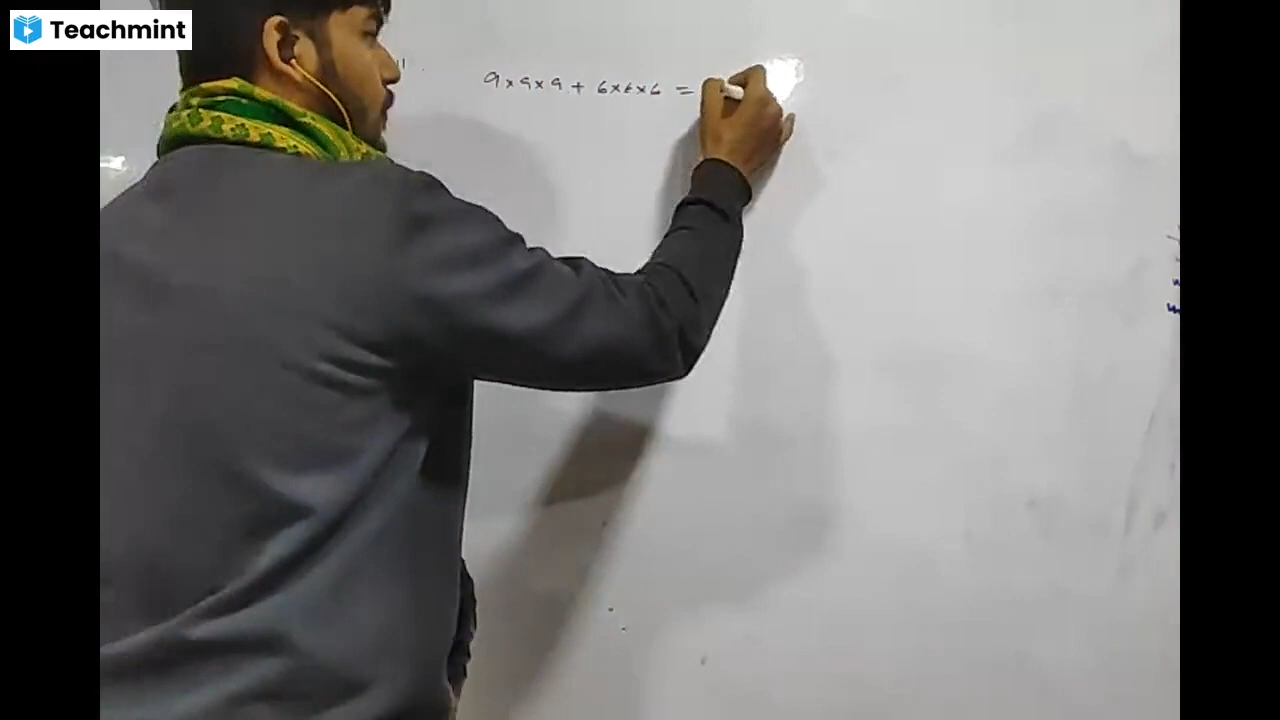 Teachmint
9 × 9 × 9 + 6 × 6 × 6 =